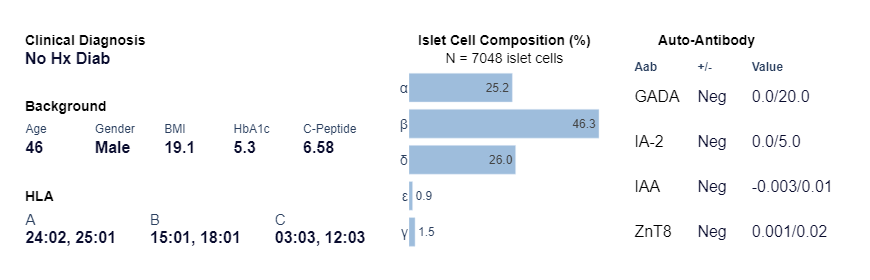 Clinical Diagnosis
No Hx Diab
Background
Age Gender BMI HbA1c C-Peptide
46 Male 19.1 5.3 6.58
HLA
A B C
24:02, 25:01 15:01, 18:01 03:03, 12:03
Islet Cell Composition (%)
N = 7048 islet cells
α 25.2
β 46.3
δ 26.0
ε 0.9
γ 1.5
Auto-Antibody
Aab +/- Value
GADA Neg 0.0/20.0
IA-2 Neg 0.0/5.0
IAA Neg -0.003/0.01
ZnT8 Neg 0.001/0.02